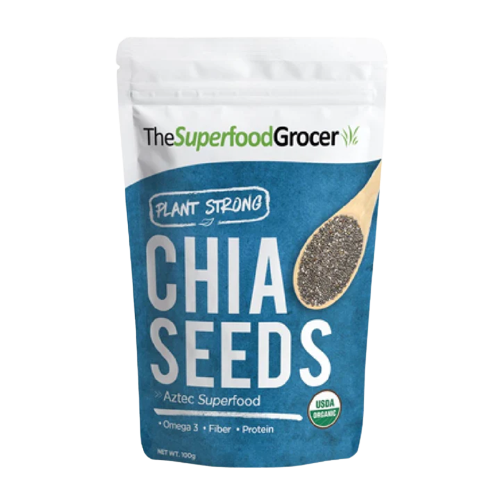 TheSuperfoodGrocer
PLANT STRONG
CHIA
SEEDS
Aztec Superfood
• Omega 3 • Fiber • Protein
USDA
ORGANIC
NET WT. 100g